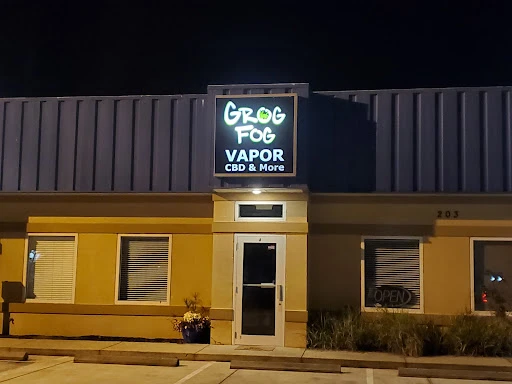 GROG
FOG
VAPOR
CBD & More
203
OPEN